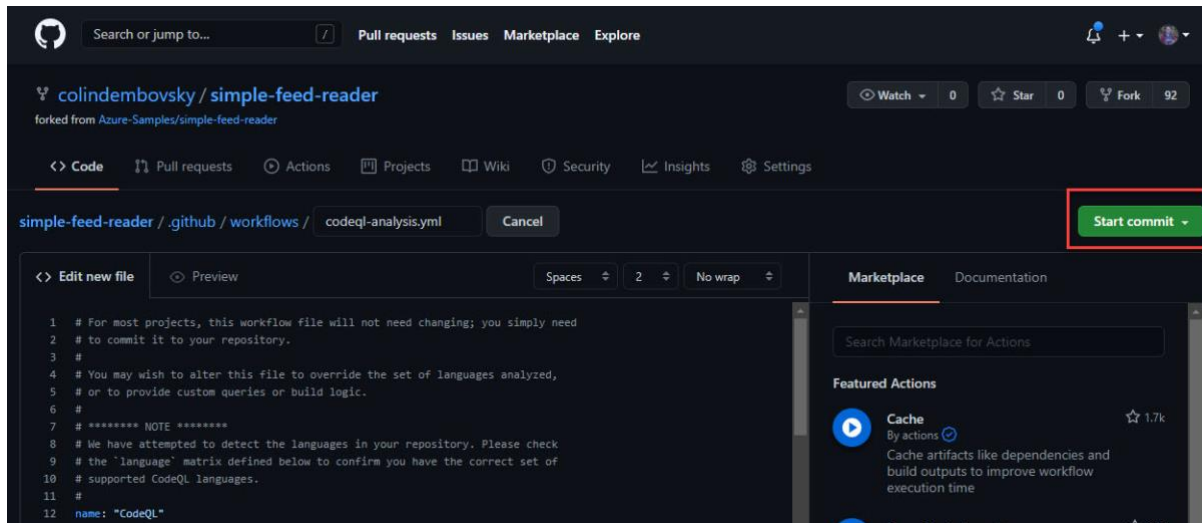 Search or jump to... /
Pull requests Issues Marketplace Explore
colindembovsky / simple-feed-reader
Watch 0 Star 0 Fork 92
forked from Azure-Samples/simple-feed-reader
<> Code Pull requests Actions Projects Wiki Security Insights Settings
simple-feed-reader / .github / workflows / codeql-analysis.yml Cancel
Start commit
<> Edit new file Preview Spaces 2 No wrap
Marketplace Documentation
1 # For most projects, this workflow file will not need changing; you simply need
2 # to commit it to your repository.
3 #
4 # You may wish to alter this file to override the set of languages analyzed,
5 # or to provide custom queries or build logic.
6 #
7 # ******** NOTE ********
8 # We have attempted to detect the languages in your repository. Please check
9 # the `language` matrix defined below to confirm you have the correct set of
10 # supported CodeQL languages.
11 #
12 name: "CodeQL"
Search Marketplace for Actions
Featured Actions
Cache 1.7k
By actions
Cache artifacts like dependencies and
build outputs to improve workflow
execution time